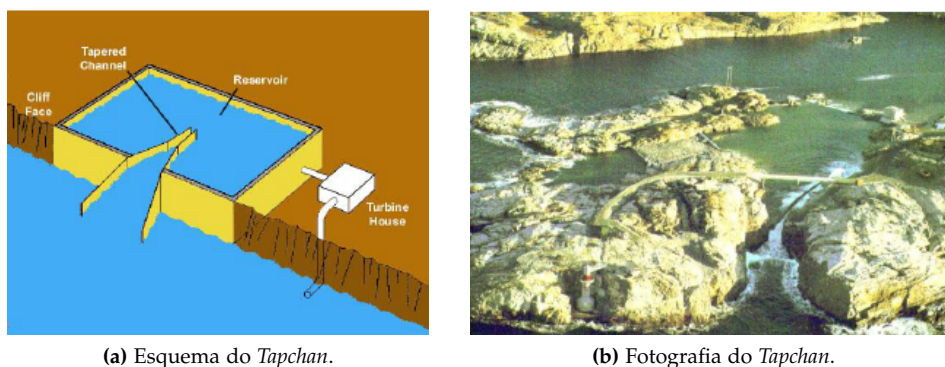 Tapered
Channel
Reservoir
Cliff
Face
Turbine
House
(a) Esquema do Tapchan.
(b) Fotografia do Tapchan.